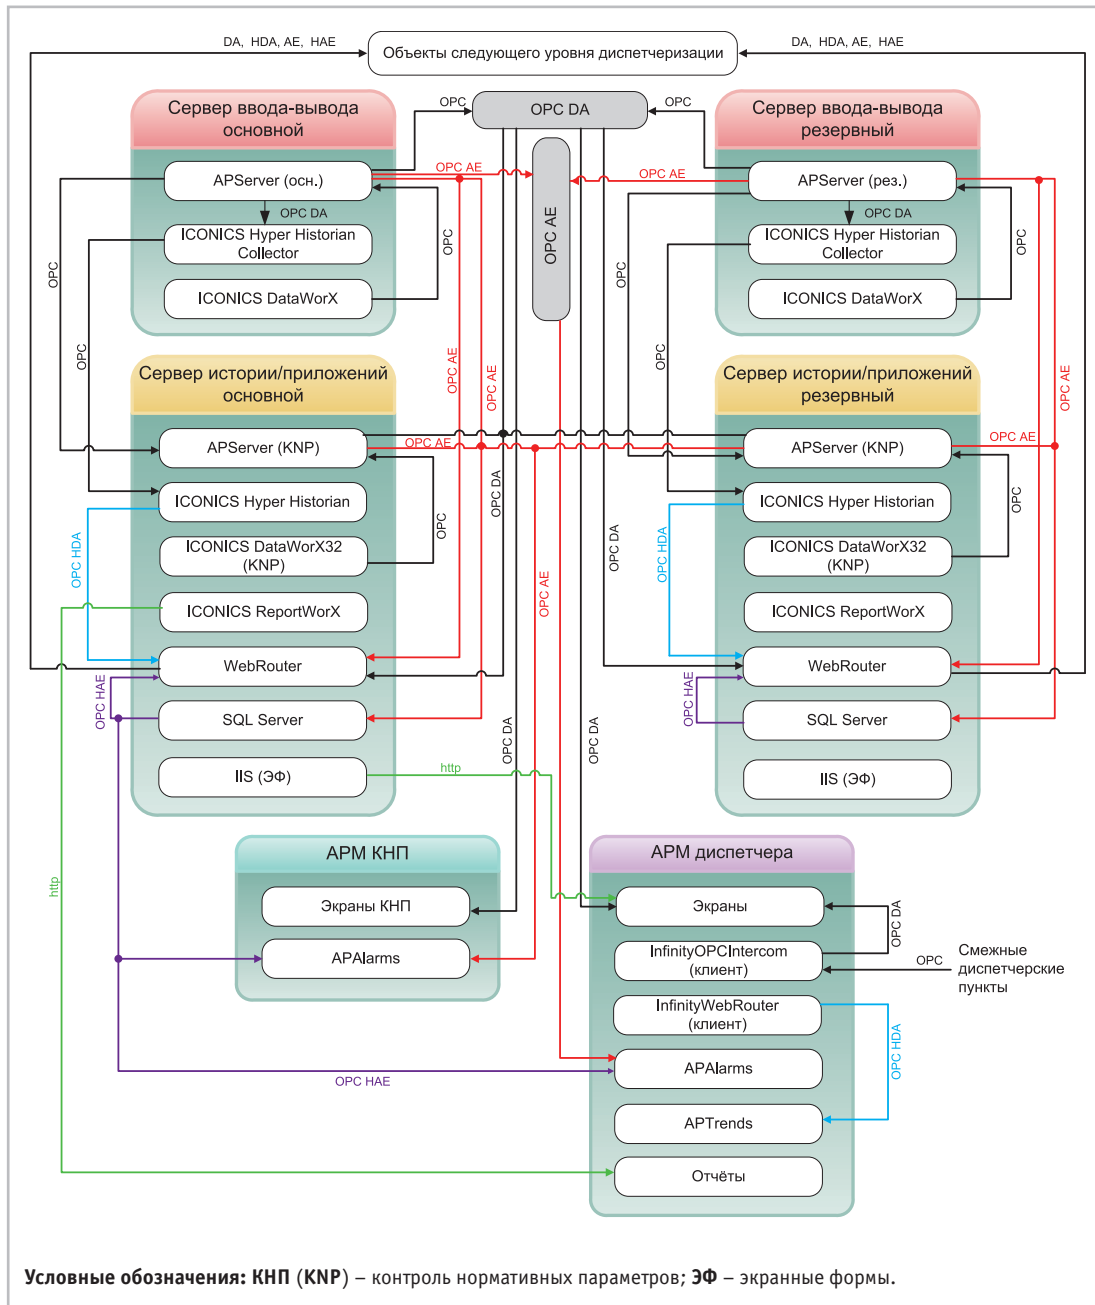 DA, HDA, AE, HAE
Объекты следующего уровня диспетчеризации
DA, HDA, AE, HAE
Сервер ввода-вывода
основной
OPC
OPC DA
OPC
Сервер ввода-вывода
резервный
APServer (осн.)
OPC AE
OPC AE
OPC AE
APServer (рез.)
OPC DA
OPC DA
ICONICS Hyper Historian
Collector
OPC
OPC
ICONICS Hyper Historian
Collector
OPC
ICONICS DataWorX
ICONICS DataWorX
OPC
OPC
OPC AE
OPC AE
OPC AE
Сервер истории/приложений
основной
Сервер истории/приложений
резервный
APServer (KNP)
OPC AE
APServer (KNP)
OPC AE
ICONICS Hyper Historian
OPC DA
ICONICS Hyper Historian
OPC
OPC
OPC HDA
ICONICS DataWorX32
(KNP)
OPC DA
OPC HDA
ICONICS DataWorX32
(KNP)
OPC AE
ICONICS ReportWorX
ICONICS ReportWorX
WebRouter
WebRouter
OPC HAE
OPC HAE
SQL Server
SQL Server
OPC DA
OPC DA
IIS (ЭФ)
http
IIS (ЭФ)
АРМ КНП
АРМ диспетчера
http
Экраны КНП
Экраны
OPC DA
APAlarms
InfinityOPCIntercom
(клиент)
OPC
Смежные
диспетчерские
пункты
InfinityWebRouter
(клиент)
OPC HDA
APAlarms
OPC HAE
APTrends
Отчёты
Условные обозначения: КНП (KNP) – контроль нормативных параметров; ЭФ – экранные формы.